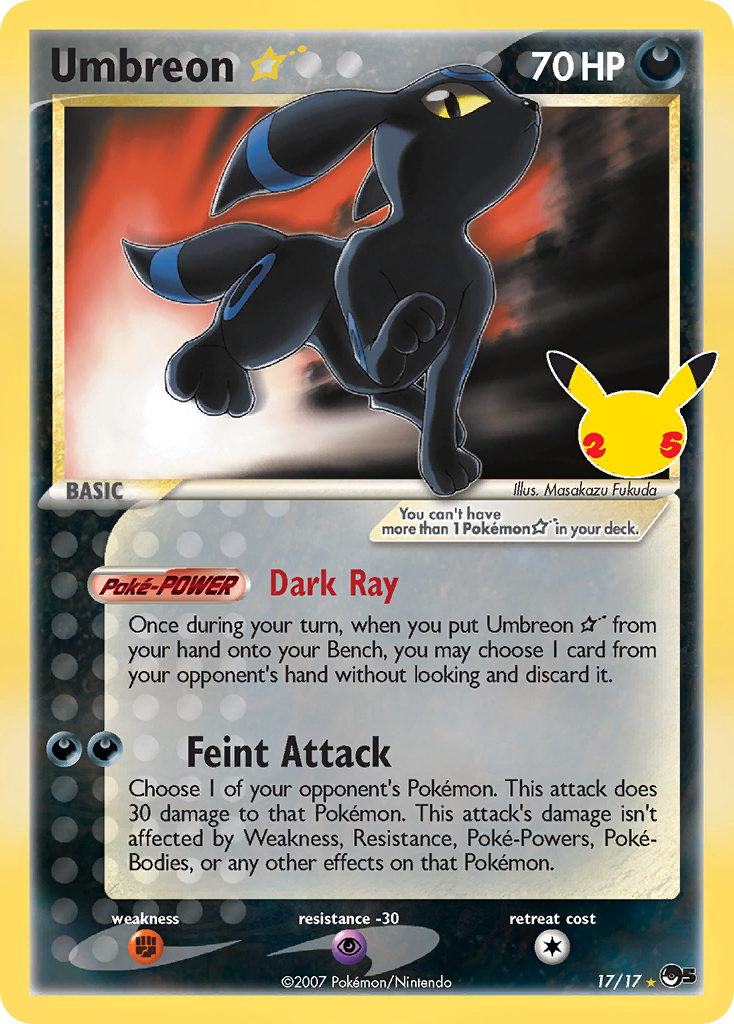 Umbreon ☆ 70 HP
2 5
BASIC
Illus. Masakazu Fukuda
You can't have
more than 1 Pokémon ☆ in your deck.
Poké-POWER Dark Ray
Once during your turn, when you put Umbreon ☆ from
your hand onto your Bench, you may choose 1 card from
your opponent's hand without looking and discard it.
Feint Attack
Choose 1 of your opponent's Pokémon. This attack does
30 damage to that Pokémon. This attack's damage isn't
affected by Weakness, Resistance, Poké-Powers, Poké-
Bodies, or any other effects on that Pokémon.
weakness resistance -30 retreat cost
©2007 Pokémon/Nintendo
17/17 ★ 5